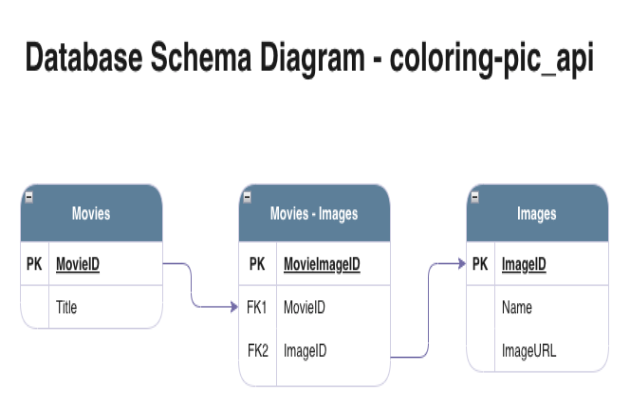 Database Schema Diagram - coloring-pic_api
Movies
PK MovieID
Title
Movies - Images
PK MovieImageID
FK1 MovieID
FK2 ImageID
Images
PK ImageID
Name
ImageURL